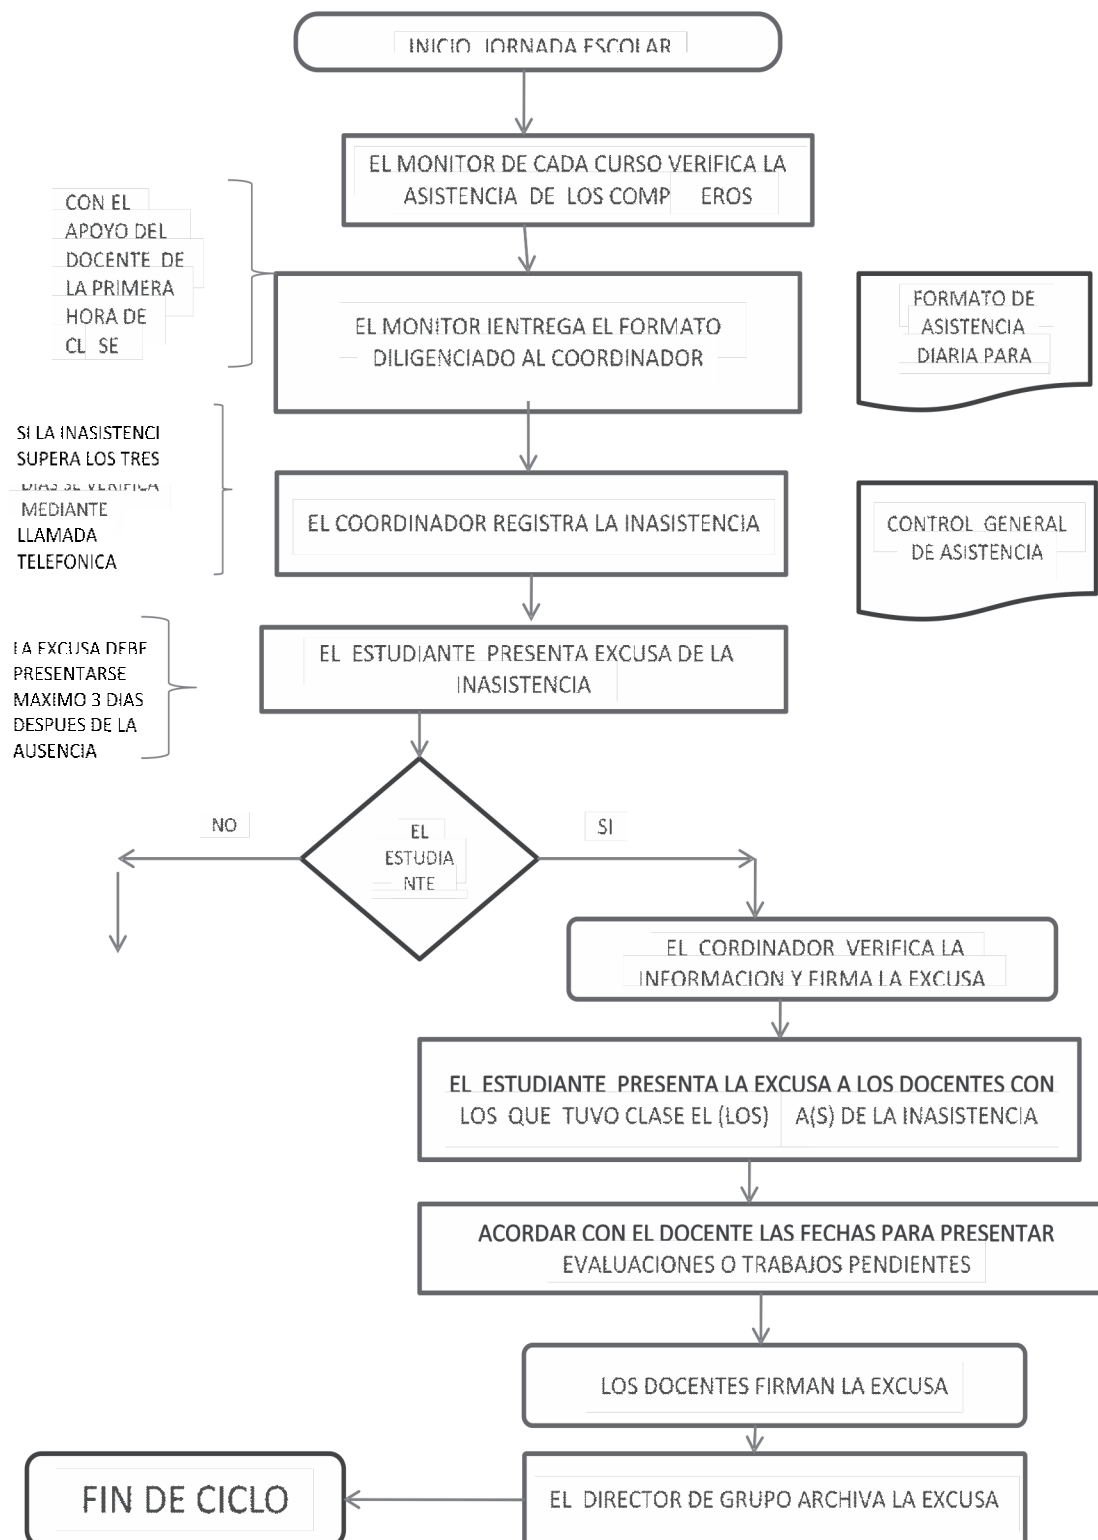 INICIO JORNADA ESCOLAR
EL MONITOR DE CADA CURSO VERIFICA LA
ASISTENCIA DE LOS COMP EROS
CON EL
APOYO DEL
DOCENTE DE
LA PRIMERA
HORA DE
CL SE
EL MONITOR IENTREGA EL FORMATO
DILIGENCIADO AL COORDINADOR
FORMATO DE
ASISTENCIA
DIARIA PARA
SI LA INASISTENCI
SUPERA LOS TRES
DIAS SE VERIFICA
MEDIANTE
LLAMADA
TELEFONICA
EL COORDINADOR REGISTRA LA INASISTENCIA
CONTROL GENERAL
DE ASISTENCIA
LA EXCUSA DEBE
PRESENTARSE
MAXIMO 3 DIAS
DESPUES DE LA
AUSENCIA
EL ESTUDIANTE PRESENTA EXCUSA DE LA
INASISTENCIA
NO
EL
ESTUDIA
NTE
SI
EL CORDINADOR VERIFICA LA
INFORMACION Y FIRMA LA EXCUSA
EL ESTUDIANTE PRESENTA LA EXCUSA A LOS DOCENTES CON
LOS QUE TUVO CLASE EL (LOS) A(S) DE LA INASISTENCIA
ACORDAR CON EL DOCENTE LAS FECHAS PARA PRESENTAR
EVALUACIONES O TRABAJOS PENDIENTES
LOS DOCENTES FIRMAN LA EXCUSA
EL DIRECTOR DE GRUPO ARCHIVA LA EXCUSA
FIN DE CICLO